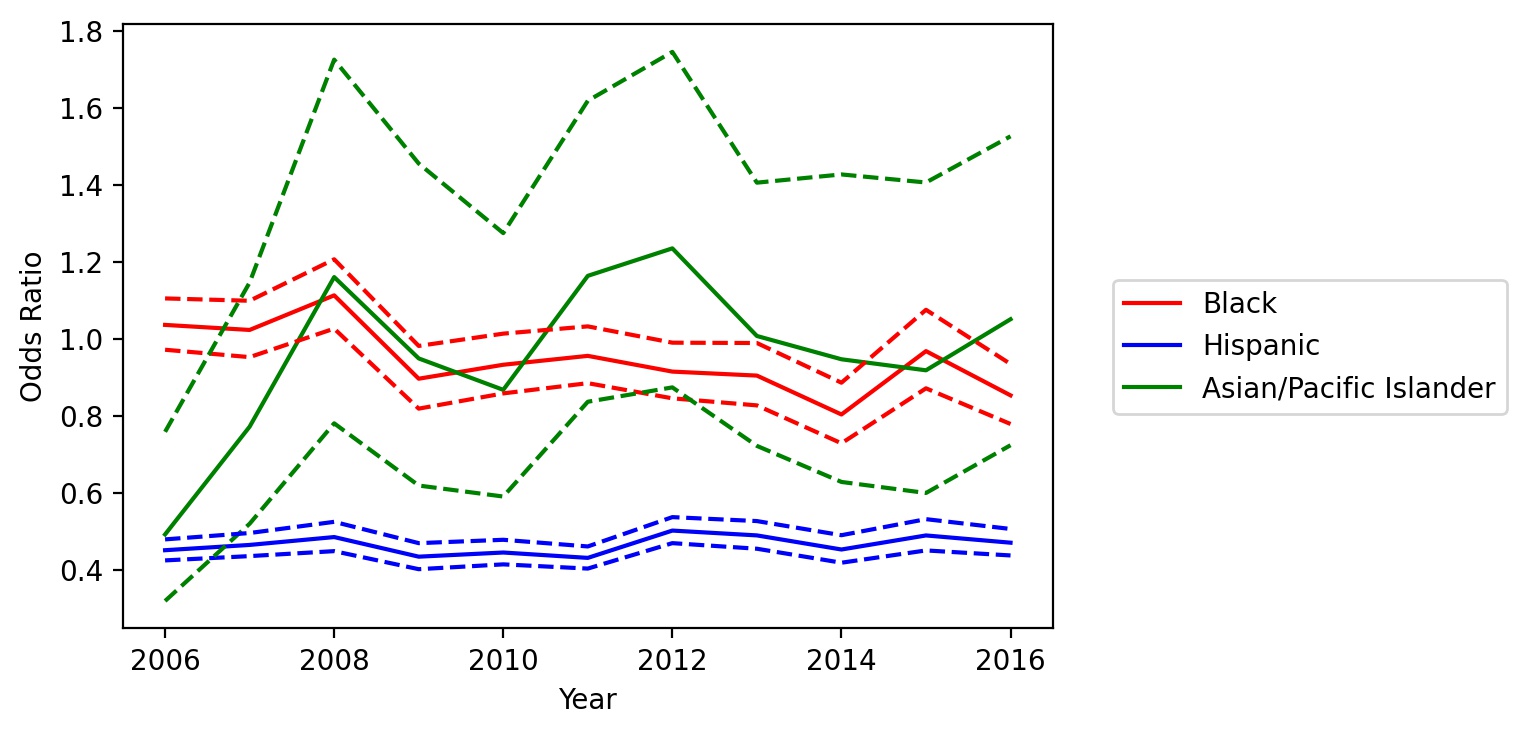 1.8
1.6
1.4
1.2
1.0
0.8
0.6
0.4
Odds Ratio
2006 2008 2010 2012 2014 2016
Year
Black
Hispanic
Asian/Pacific Islander